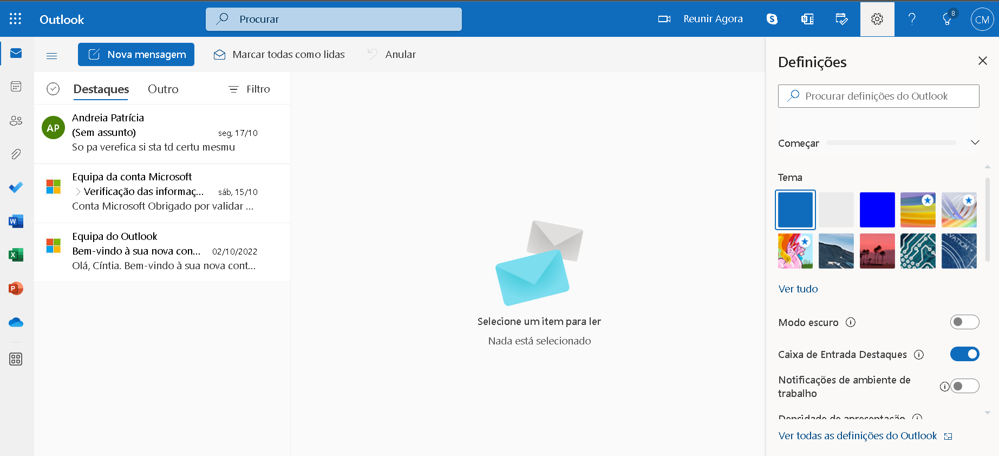 Outlook
Procurar
Reunir Agora
8
CM
Nova mensagem
Marcar todas como lidas
Anular
Destaques
Outro
Filtro
AP
Andreia Patrícia
(Sem assunto)
seg, 17/10
So pa verefica si sta td certu mesmu
Equipa da conta Microsoft
Verificação das informaç...
sáb, 15/10
Conta Microsoft Obrigado por validar ...
Equipa do Outlook
Bem-vindo à sua nova con...
02/10/2022
Olá, Cíntia. Bem-vindo à sua nova cont...
Selecione um item para ler
Nada está selecionado
Definições
Procurar definições do Outlook
Começar
Tema
Ver tudo
Modo escuro
Caixa de Entrada Destaques
Notificações de ambiente de
trabalho
Densidade de apresentação
Ver todas as definições do Outlook